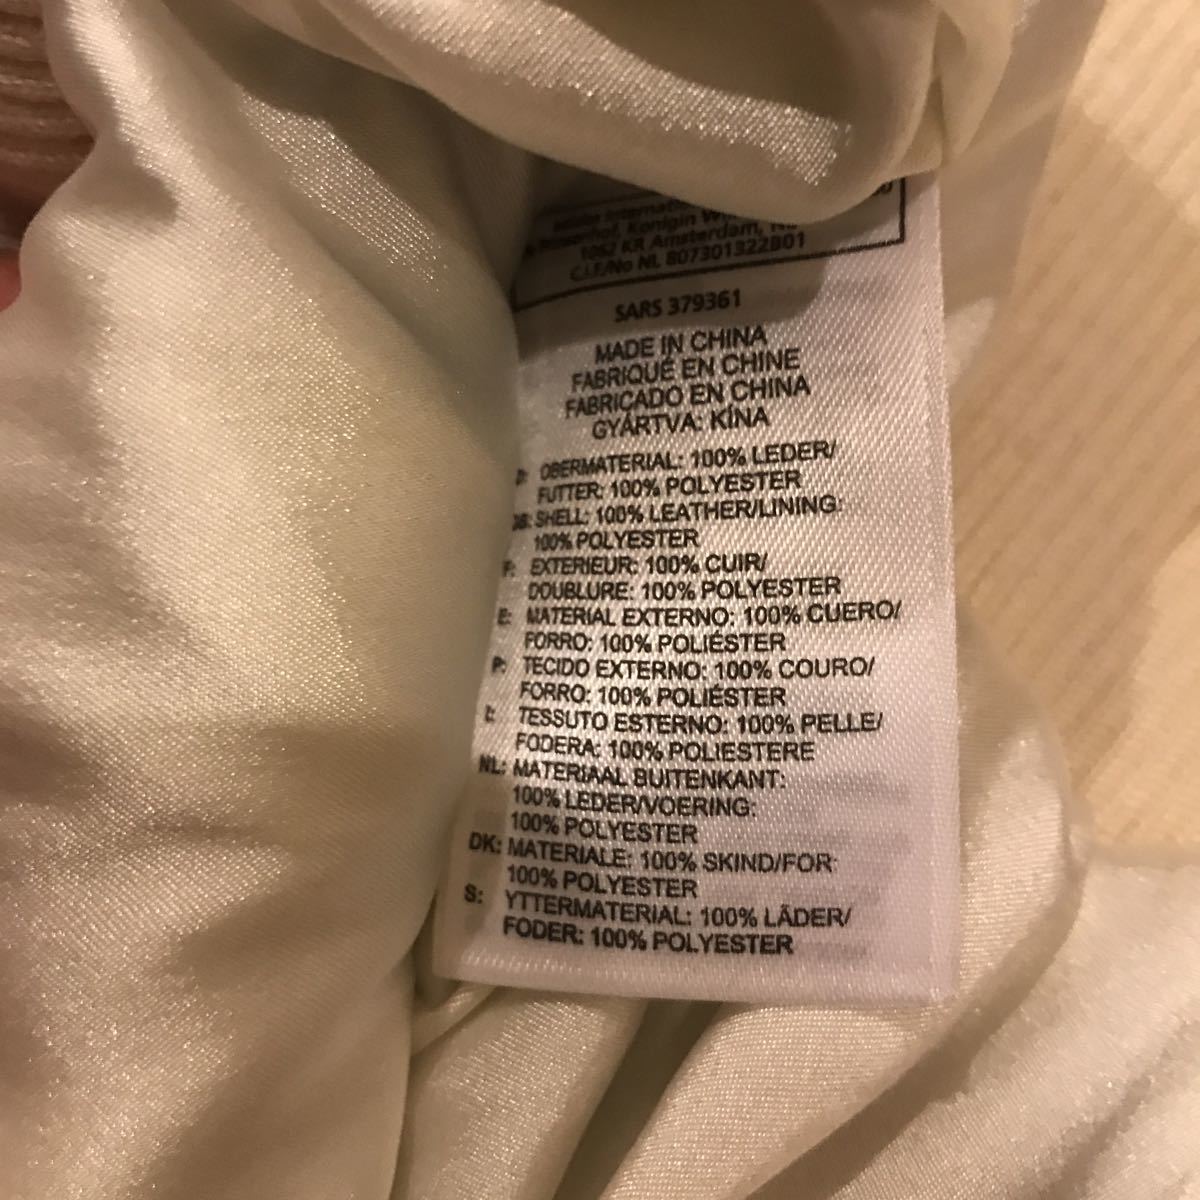 Internat
Konigin W
1062 KR Amsterdam,
C.I.F/No NL 807301322B01
SARS 379361
MADE IN CHINA
FABRIQUÉ EN CHINE
FABRICADO EN CHINA
GYÁRTVA: KÍNA
D: OBERMATERIAL: 100% LEDER/
FUTTER: 100% POLYESTER
GB: SHELL: 100% LEATHER/LINING:
100% POLYESTER
F: EXTERIEUR: 100% CUIR/
DOUBLURE: 100% POLYESTER
E: MATERIAL EXTERNO: 100% CUERO/
FORRO: 100% POLIÉSTER
P: TECIDO EXTERNO: 100% COURO/
FORRO: 100% POLIÉSTER
I: TESSUTO ESTERNO: 100% PELLE/
FODERA: 100% POLIESTERE
NL: MATERIAAL BUITENKANT:
100% LEDER/VOERING:
100% POLYESTER
DK: MATERIALE: 100% SKIND/FOR:
100% POLYESTER
S: YTTERMATERIAL: 100% LÄDER/
FODER: 100% POLYESTER